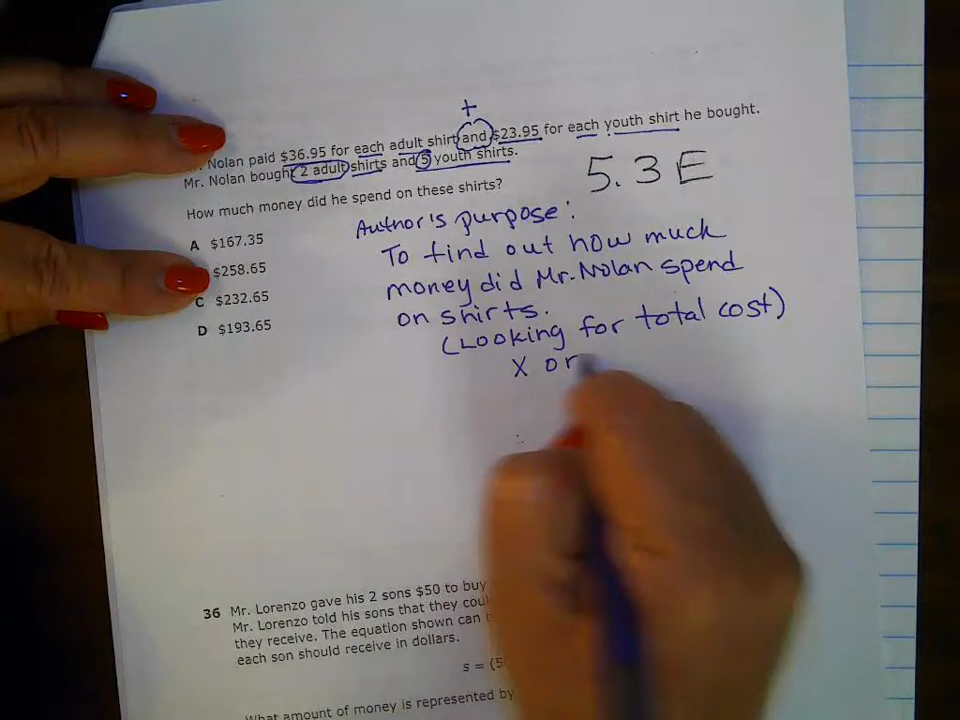 +
Nolan paid $36.95 for each adult shirt and $23.95 for each youth shirt he bought.
Mr. Nolan bought 2 adult shirts and 5 youth shirts.
5.3E
How much money did he spend on these shirts?
A $167.35
$258.65
C $232.65
D $193.65
Author's purpose:
To find out how much
money did Mr. Nolan spend
on shirts.
(Looking for total cost)
X or
36 Mr. Lorenzo gave his 2 sons $50 to buy
Mr. Lorenzo told his sons that they
they receive. The equation shown can
each son should receive in dollars.
s = (5
What amount of money is represented by